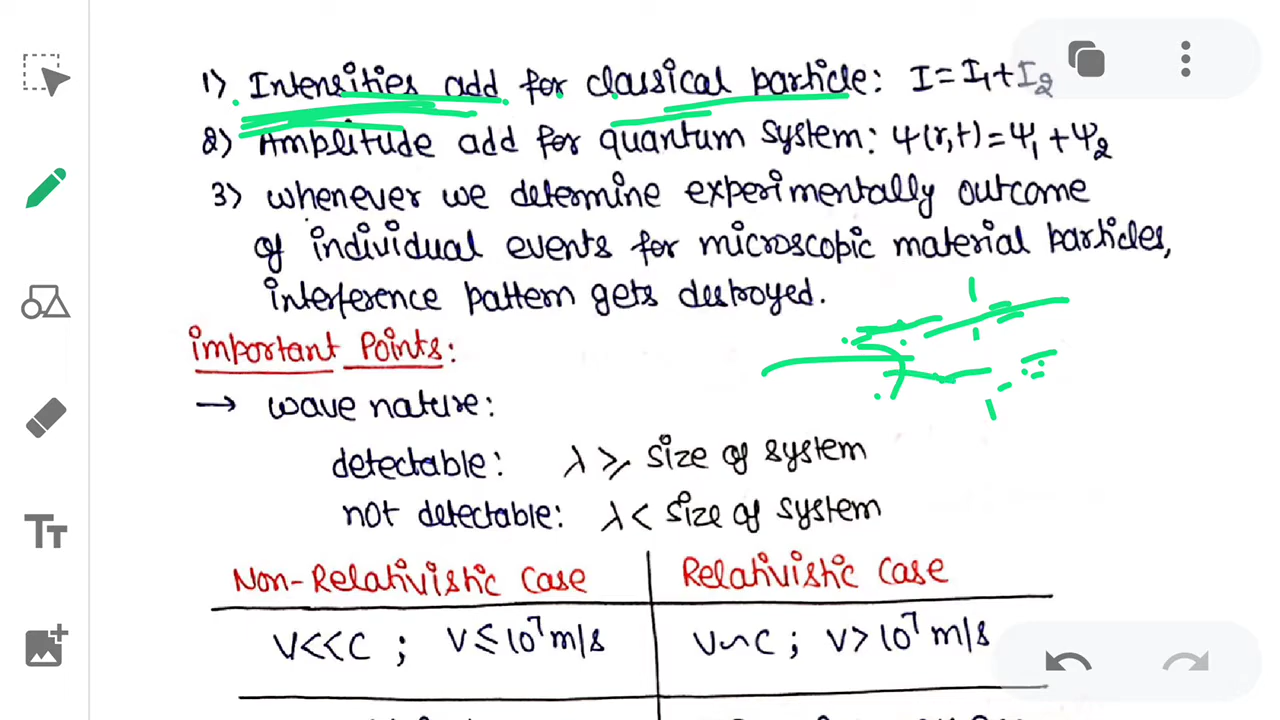 1) Intensities add for classical particle: I = I₁ + I₂
2) Amplitude add for quantum system: Ψ(r,t) = Ψ₁ + Ψ₂
3) whenever we determine experimentally outcome
of individual events for microscopic material particles,
interference pattern gets destroyed.
important Points:
→ wave nature:
detectable: λ ≥ size of system
not detectable: λ < size of system
Non-Relativistic Case | Relativistic Case
V<<C ; V ≤ 10⁷ m/s | V~C ; V > 10⁷ m/s
TT